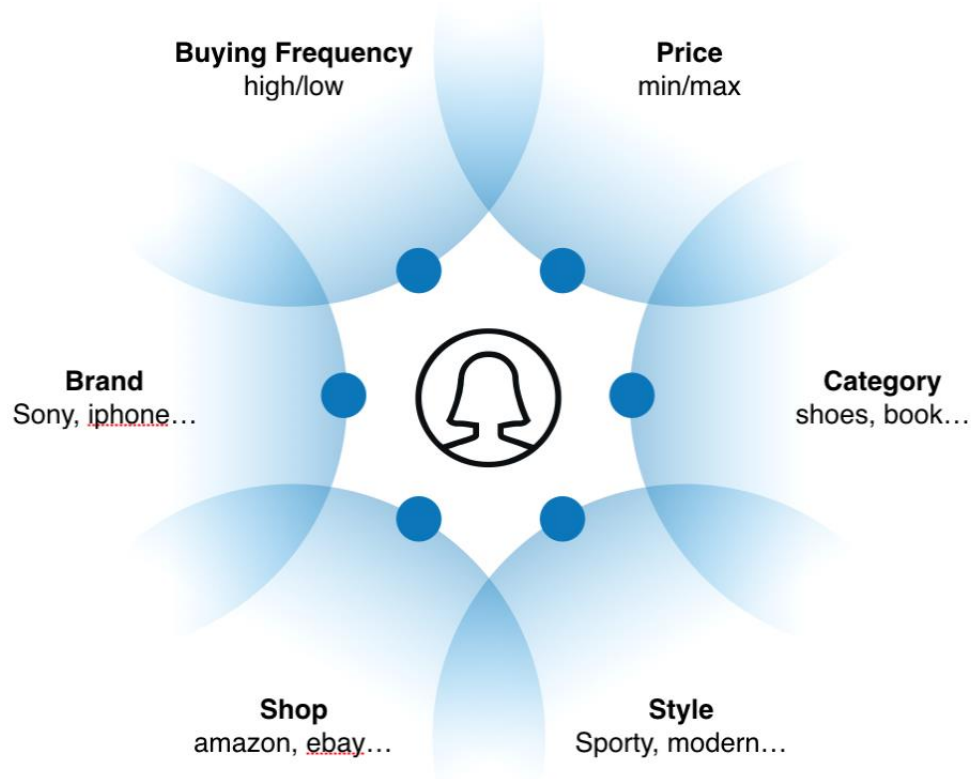 Buying Frequency
high/low
Price
min/max
Brand
Sony, iphone…
Category
shoes, book…
Shop
amazon, ebay…
Style
Sporty, modern…